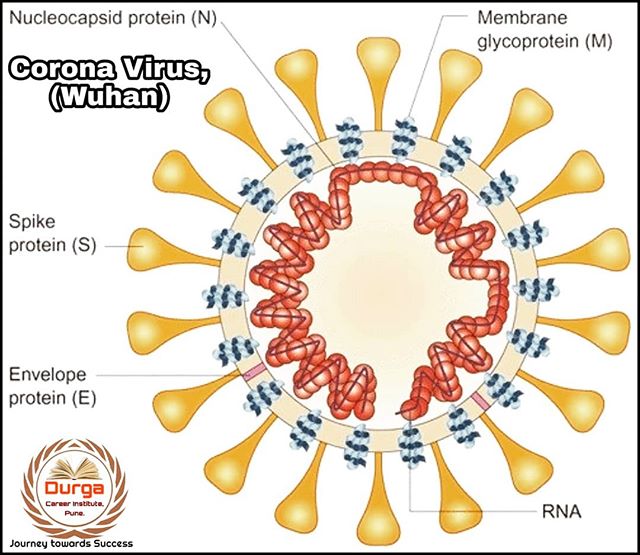 Nucleocapsid protein (N)
Membrane
glycoprotein (M)
Corona Virus,
(Wuhan)
Spike
protein (S)
Envelope
protein (E)
RNA
Durga
Career Institute,
Pune.
Journey towards Success